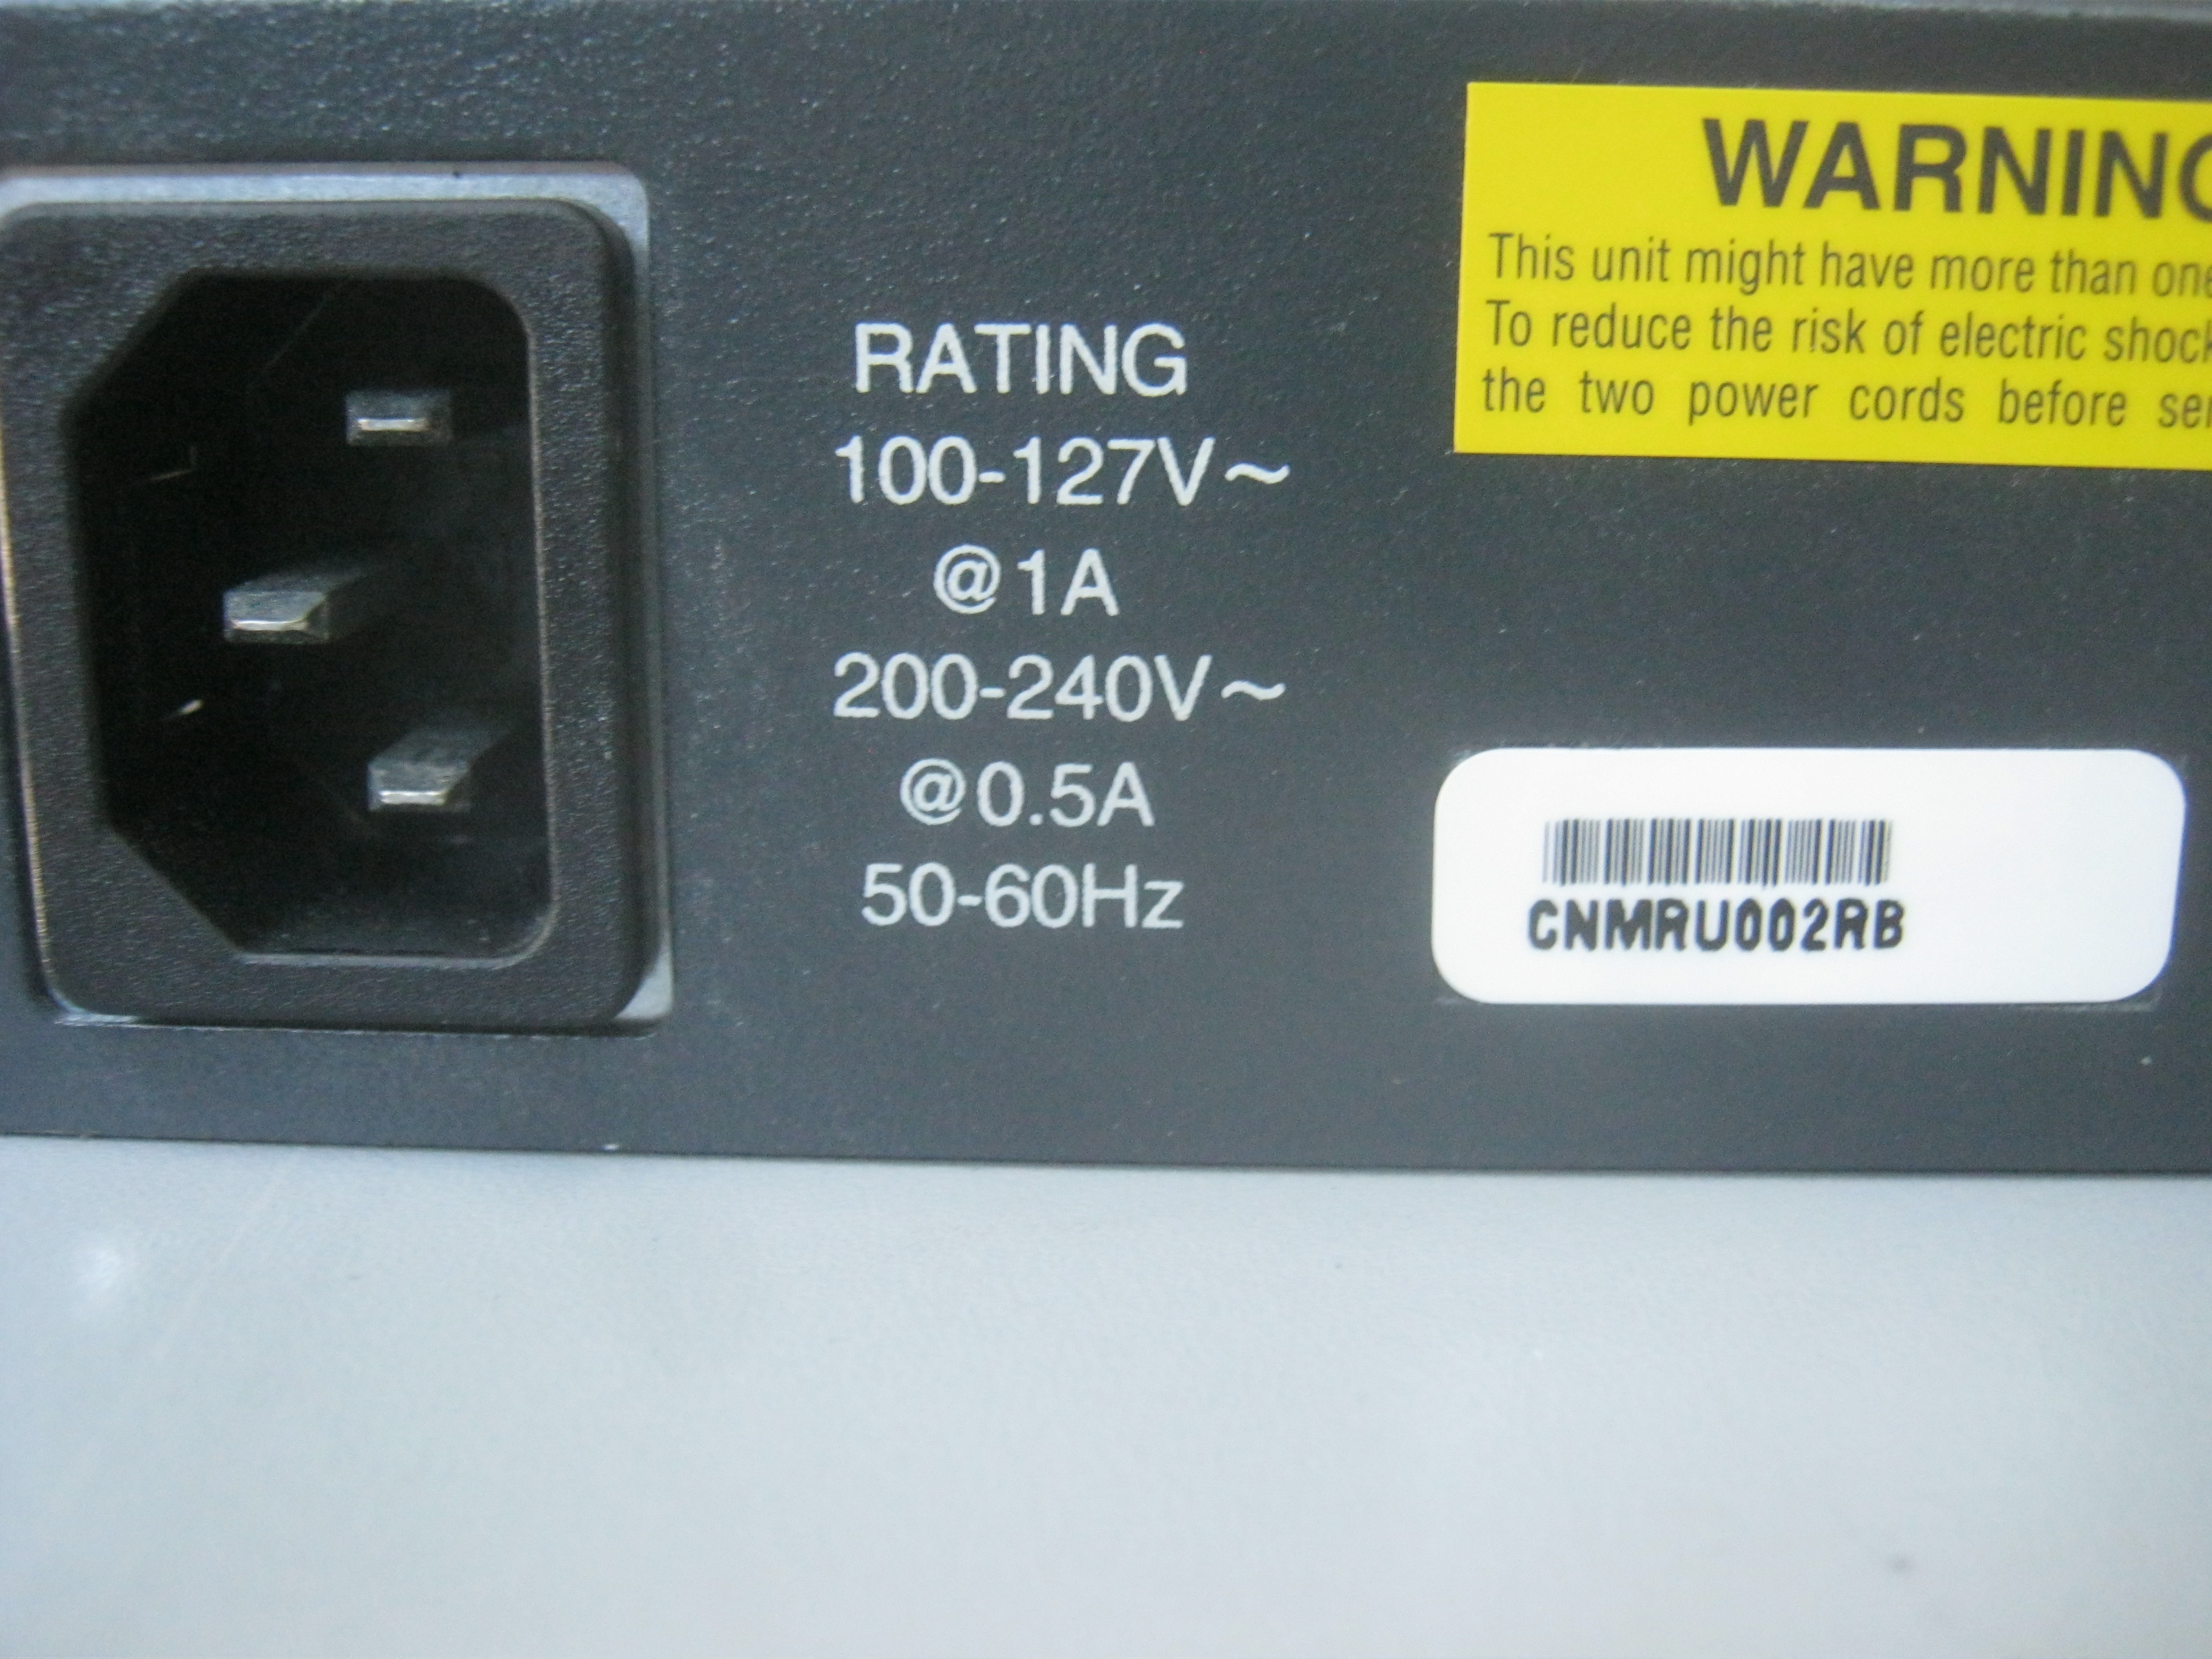 RATING
100-127V~
@1A
200-240V~
@0.5A
50-60Hz
WARNING
This unit might have more than one
To reduce the risk of electric shock
the two power cords before
CNMRU002RB